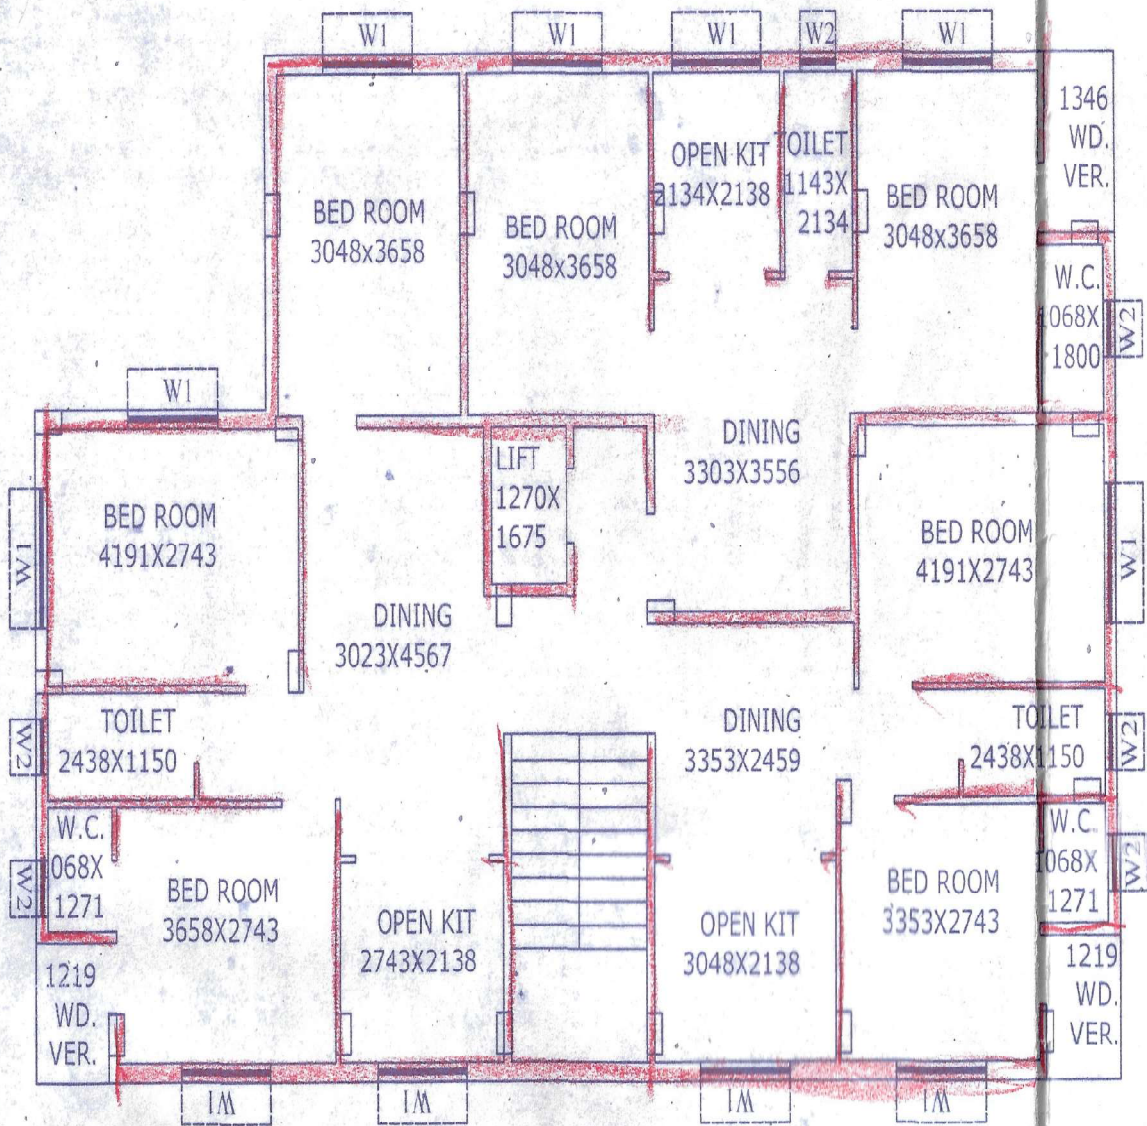 W1
W1
W1
W2
W1
1346
WD.
VER.
OPEN KIT
2134X2138
TOILET
1143X
2134
BED ROOM
3048x3658
BED ROOM
3048x3658
BED ROOM
3048x3658
W.C.
1068X
1800
W2
W1
DINING
3303X3556
LIFT
1270X
1675
BED ROOM
4191X2743
W1
BED ROOM
4191X2743
W1
DINING
3023X4567
TOILET
2438X1150
W2
DINING
3353X2459
TOILET
2438X1150
W2
W.C.
068X
1271
W2
BED ROOM
3658X2743
OPEN KIT
2743X2138
OPEN KIT
3048X2138
BED ROOM
3353X2743
W.C.
1068X
1271
W2
1219
WD.
VER.
1219
WD.
VER.
W1
W1
W1
W1